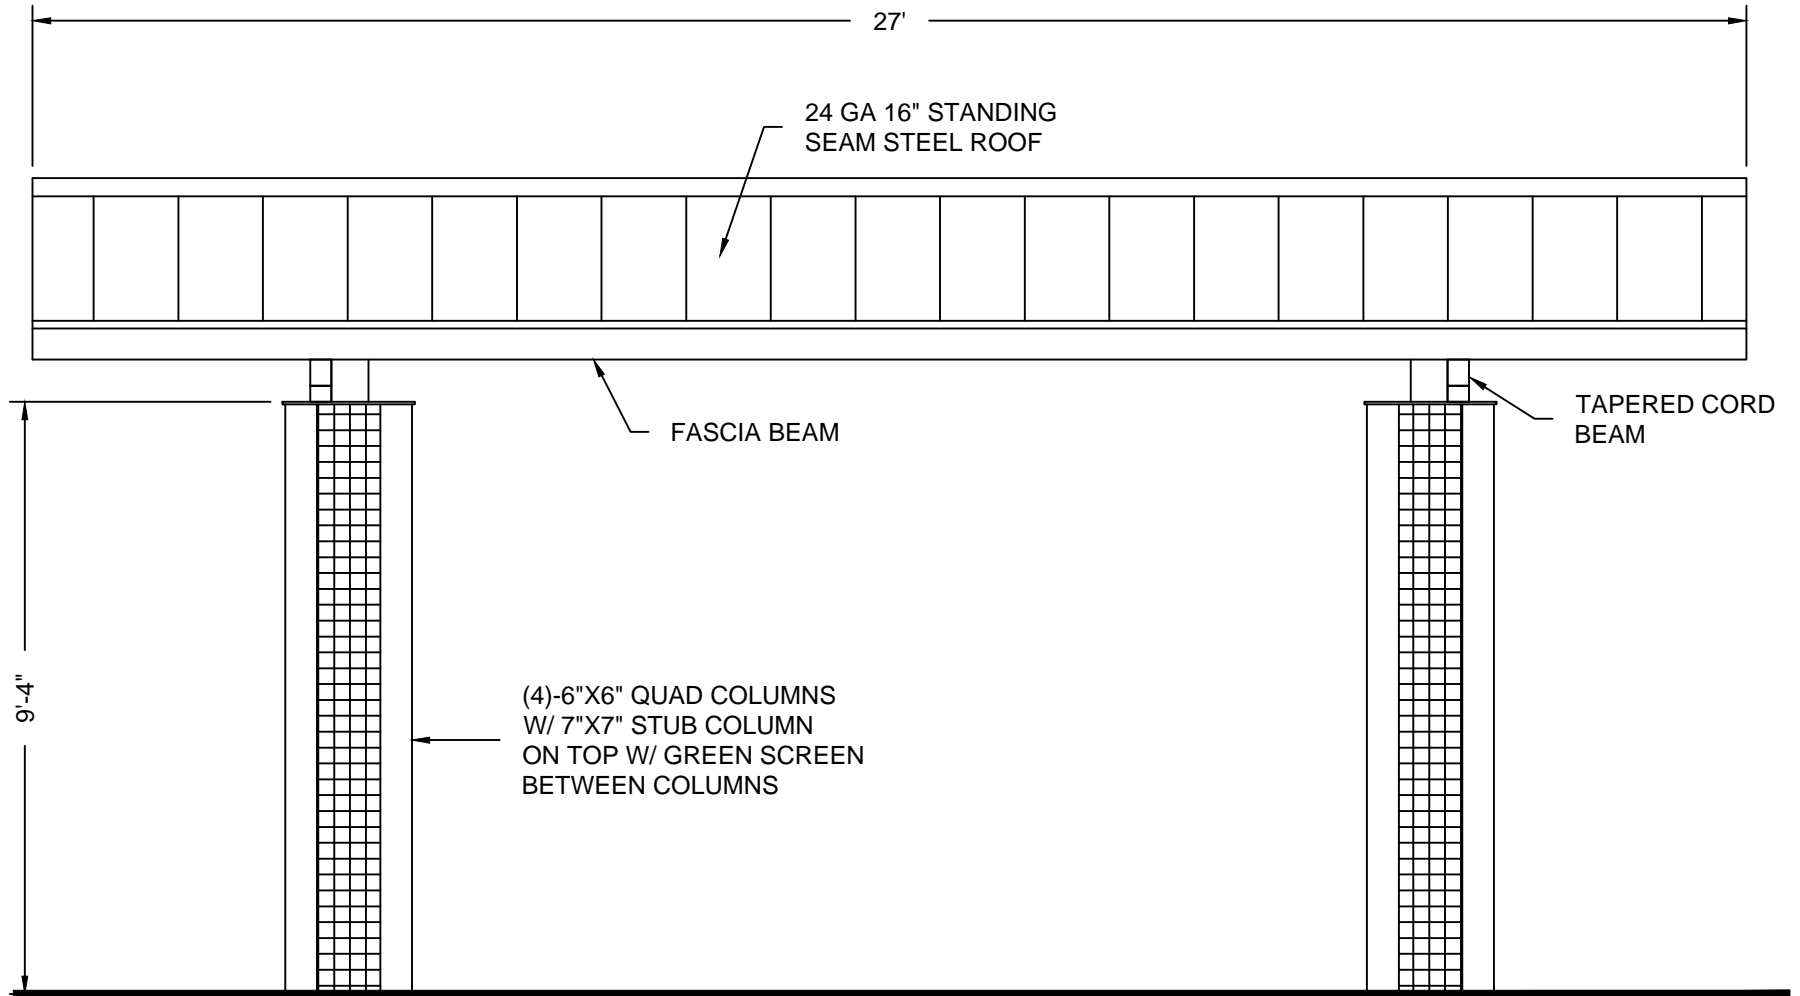 27'
24 GA 16" STANDING
SEAM STEEL ROOF
FASCIA BEAM
TAPERED CORD
BEAM
9'-4"
(4)-6"X6" QUAD COLUMNS
W/ 7"X7" STUB COLUMN
ON TOP W/ GREEN SCREEN
BETWEEN COLUMNS